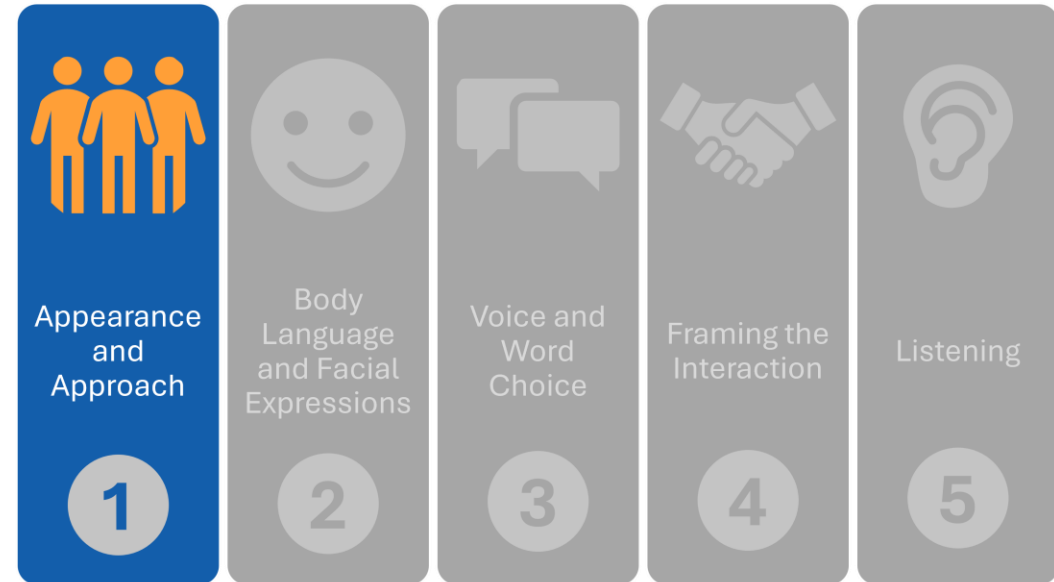 Appearance
and
Approach
1
Body
Language
and Facial
Expressions
2
Voice and
Word
Choice
3
Framing the
Interaction
4
Listening
5